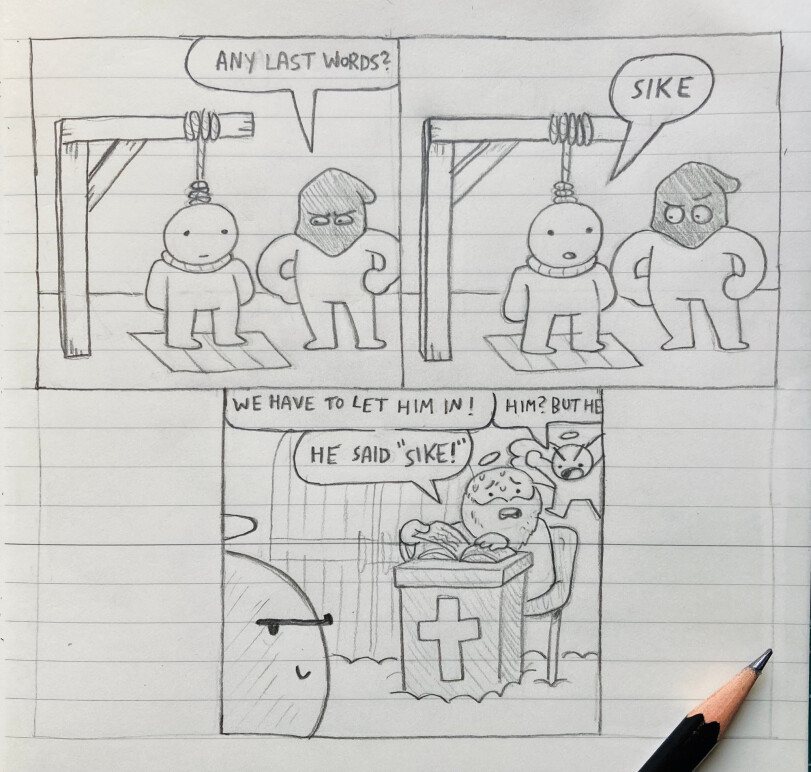 ANY LAST WORDS?
SIKE
WE HAVE TO LET HIM IN!
HIM? BUT HE
HE SAID "SIKE!"